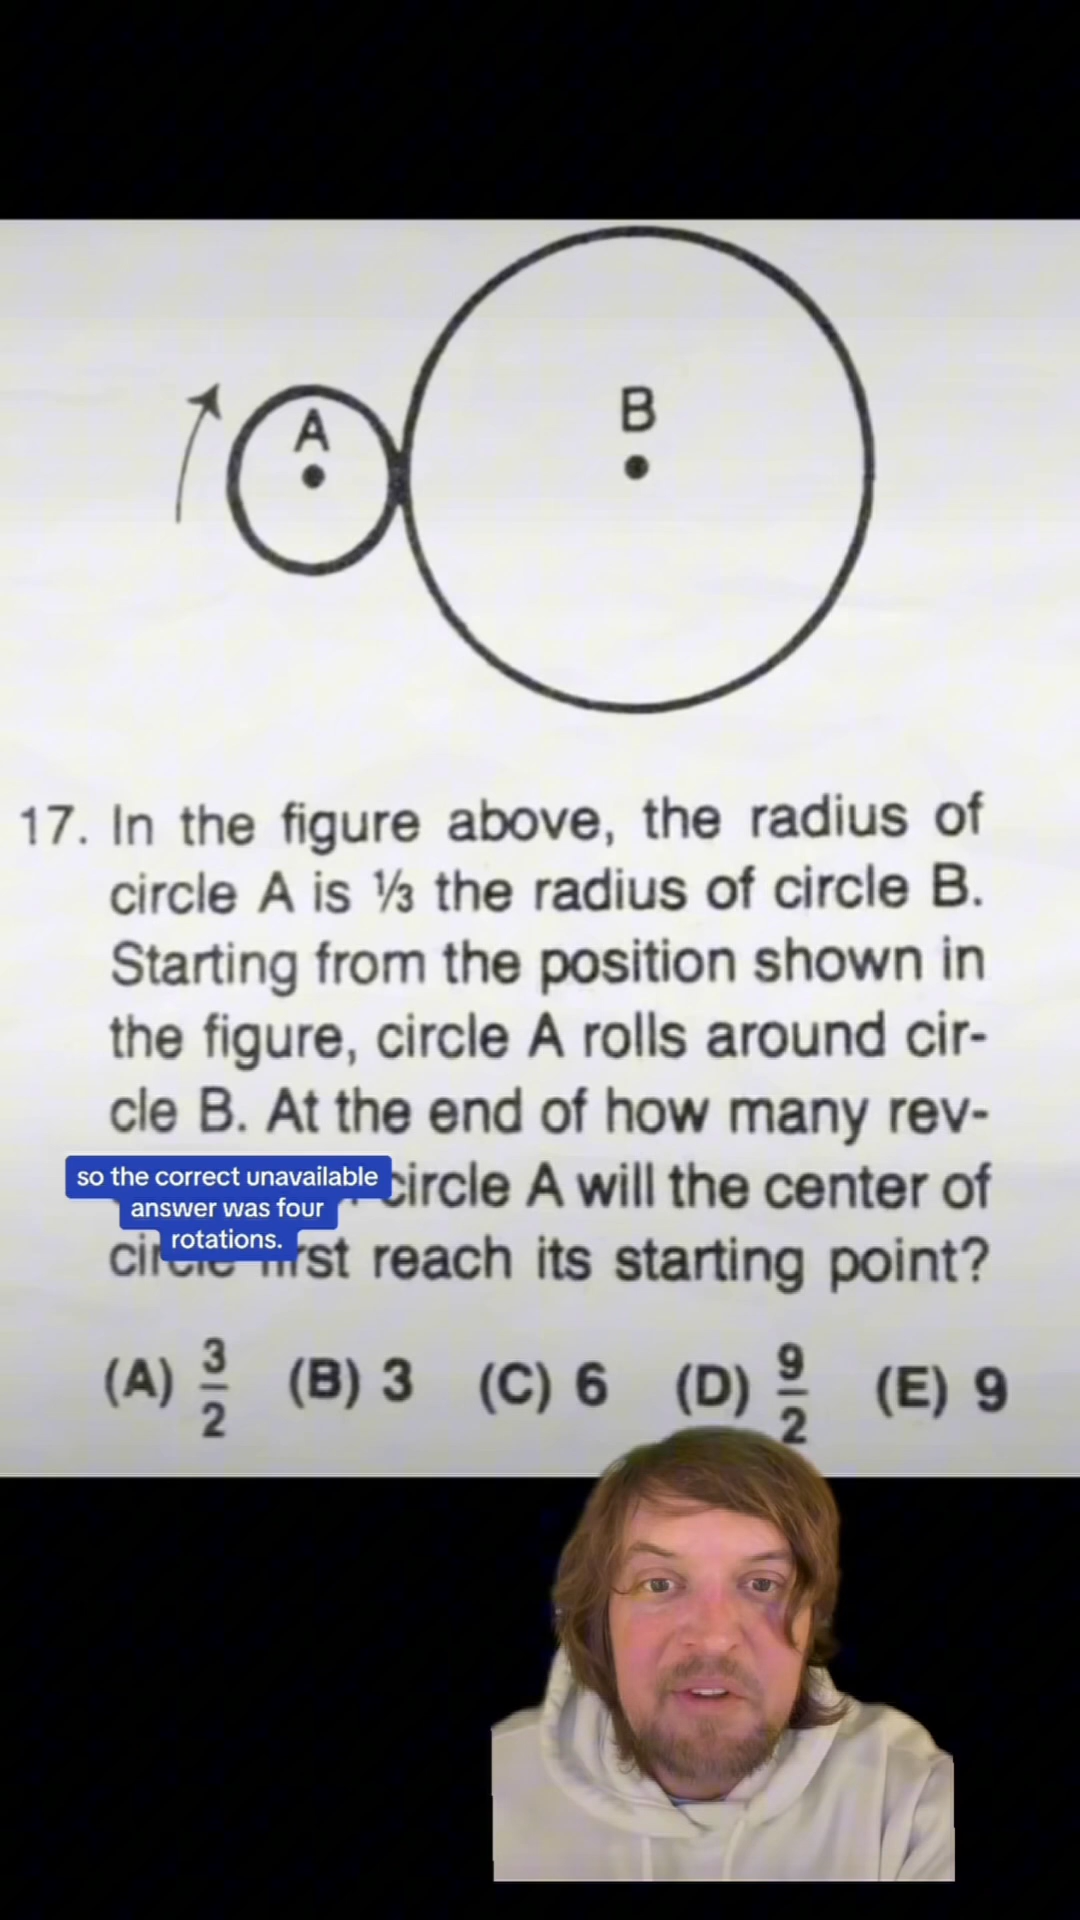 A
B
17. In the figure above, the radius of
circle A is ⅓ the radius of circle B.
Starting from the position shown in
the figure, circle A rolls around cir-
cle B. At the end of how many rev-
circle A will the center of
first reach its starting point?
so the correct unavailable
answer was four
rotations.
(A) 3/2 (B) 3 (C) 6 (D) 9/2 (E) 9